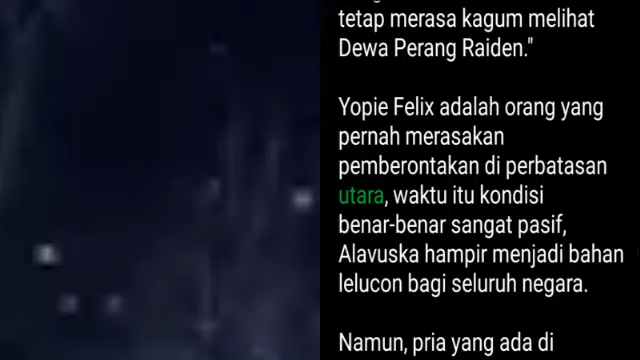 tetap merasa kagum melihat
Dewa Perang Raiden."
Yopie Felix adalah orang yang
pernah merasakan
pemberontakan di perbatasan
utara, waktu itu kondisi
benar-benar sangat pasif,
Alavuska hampir menjadi bahan
lelucon bagi seluruh negara.
Namun, pria yang ada di